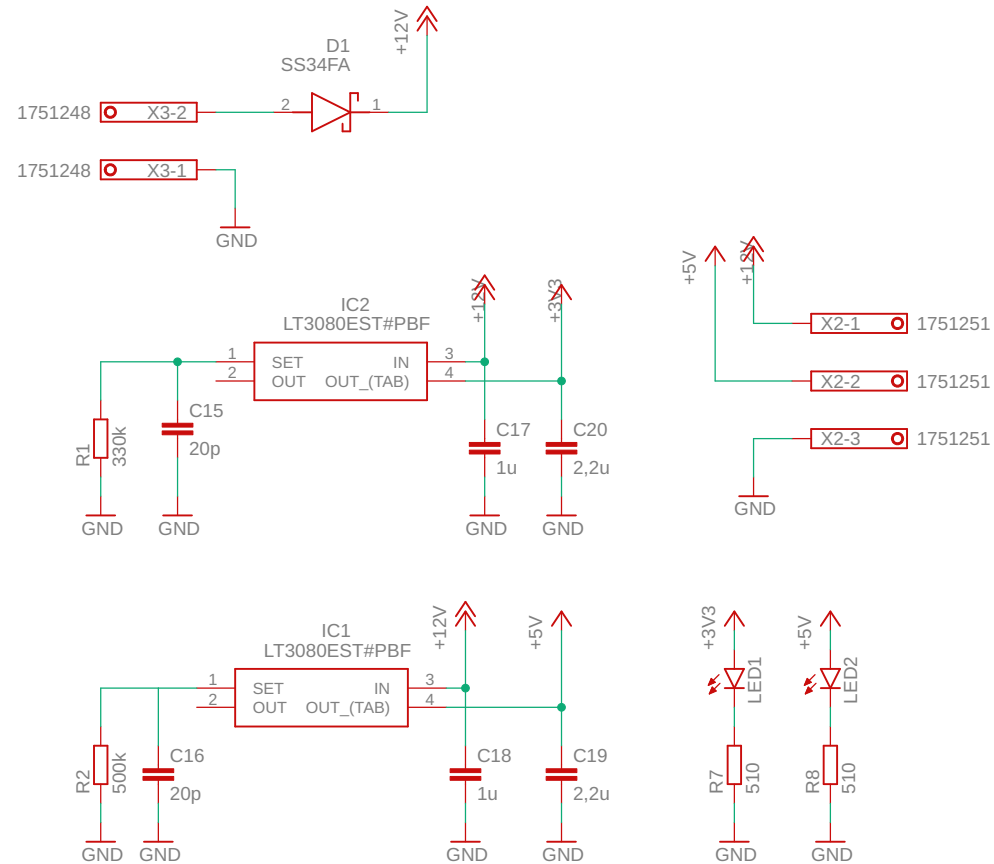 +12V
D1
SS34FA
1751248 X3-2 2 1
1751248 X3-1
GND
+5V +12V
X2-1 1751251
X2-2 1751251
X2-3 1751251
GND
IC2
LT3080EST#PBF
+12V +3V3
1 SET IN 3
2 OUT OUT_(TAB) 4
R1 330k
C15
20p
C17
1u
C20
2,2u
GND GND GND GND
IC1
LT3080EST#PBF
+12V +5V
1 SET IN 3
2 OUT OUT_(TAB) 4
R2 500k
C16
20p
C18
1u
C19
2,2u
GND GND GND GND
+3V3 +5V
LED1 LED2
R7 510 R8 510
GND GND